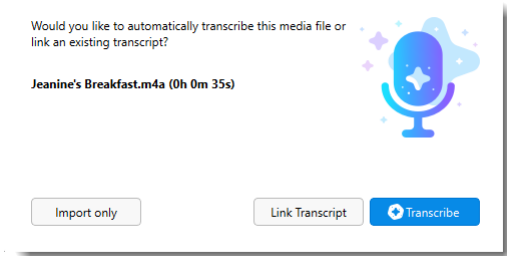 Would you like to automatically transcribe this media file or
link an existing transcript?
Jeanine's Breakfast.m4a (0h 0m 35s)
Import only
Link Transcript
Transcribe